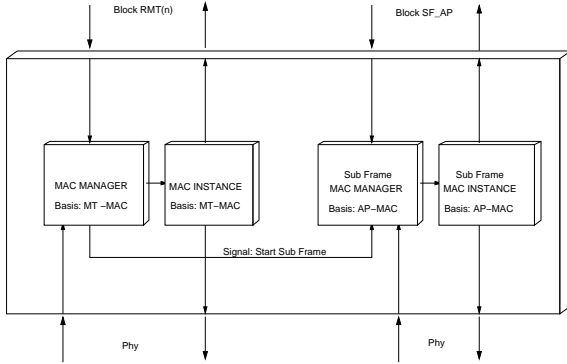 Block RMT(n)
Block SF_AP
MAC MANAGER
Basis: MT −MAC
MAC INSTANCE
Basis: MT−MAC
Sub Frame
MAC MANAGER
Basis: AP−MAC
Sub Frame
MAC INSTANCE
Basis: AP−MAC
Signal: Start Sub Frame
Phy
Phy